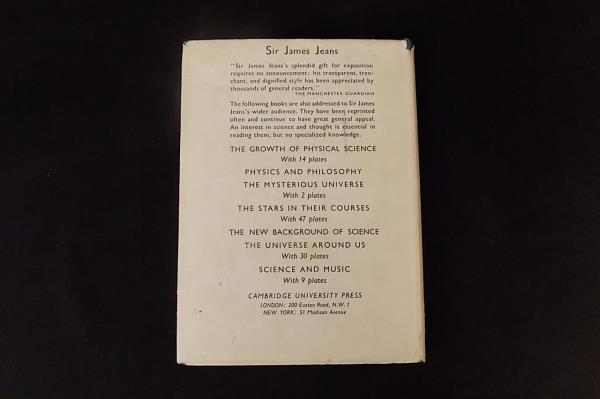 Sir James Jeans
"Sir James Jeans's splendid gift for exposition
requires no announcement; his transparent, tren-
chant, and dignified style has been appreciated by
thousands of general readers."
THE MANCHESTER GUARDIAN
The following books are also addressed to Sir James
Jeans's wider audience. They have been reprinted
often and continue to have great general appeal.
An interest in science and thought is essential in
reading them, but no specialized knowledge.
THE GROWTH OF PHYSICAL SCIENCE
With 14 plates
PHYSICS AND PHILOSOPHY
THE MYSTERIOUS UNIVERSE
With 2 plates
THE STARS IN THEIR COURSES
With 47 plates
THE NEW BACKGROUND OF SCIENCE
THE UNIVERSE AROUND US
With 30 plates
SCIENCE AND MUSIC
With 9 plates
CAMBRIDGE UNIVERSITY PRESS
LONDON: 200 Euston Road, N.W. 1
NEW YORK: 51 Madison Avenue